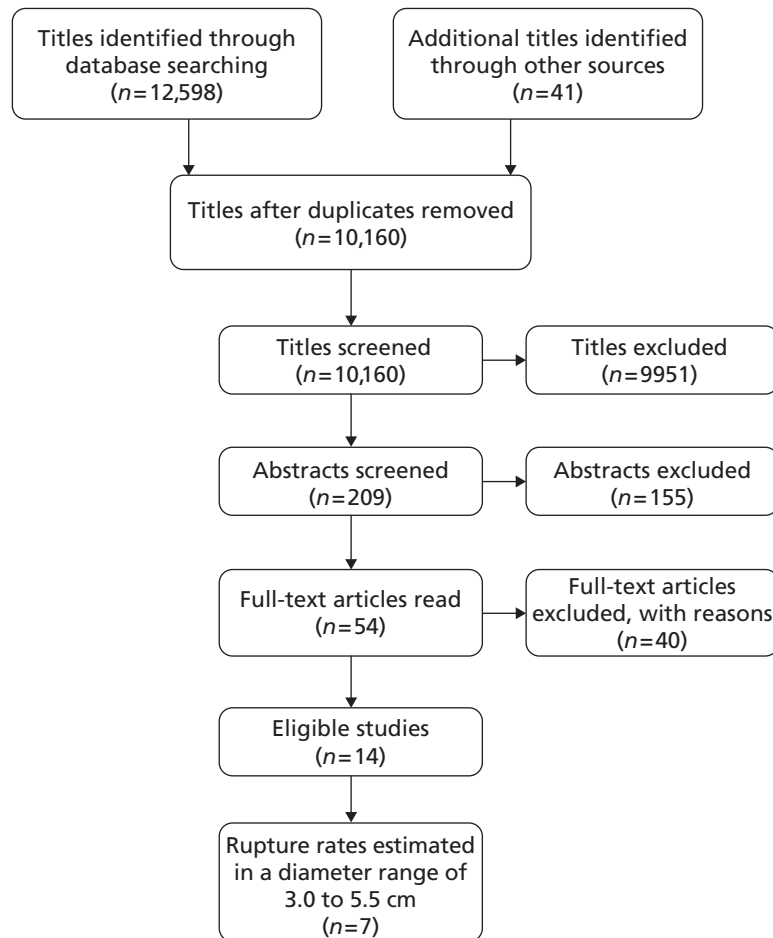 Titles identified through
database searching
(n=12,598)
Additional titles identified
through other sources
(n=41)
Titles after duplicates removed
(n=10,160)
Titles screened
(n=10,160)
Titles excluded
(n=9951)
Abstracts screened
(n=209)
Abstracts excluded
(n=155)
Full-text articles read
(n=54)
Full-text articles
excluded, with reasons
(n=40)
Eligible studies
(n=14)
Rupture rates estimated
in a diameter range of
3.0 to 5.5 cm
(n=7)